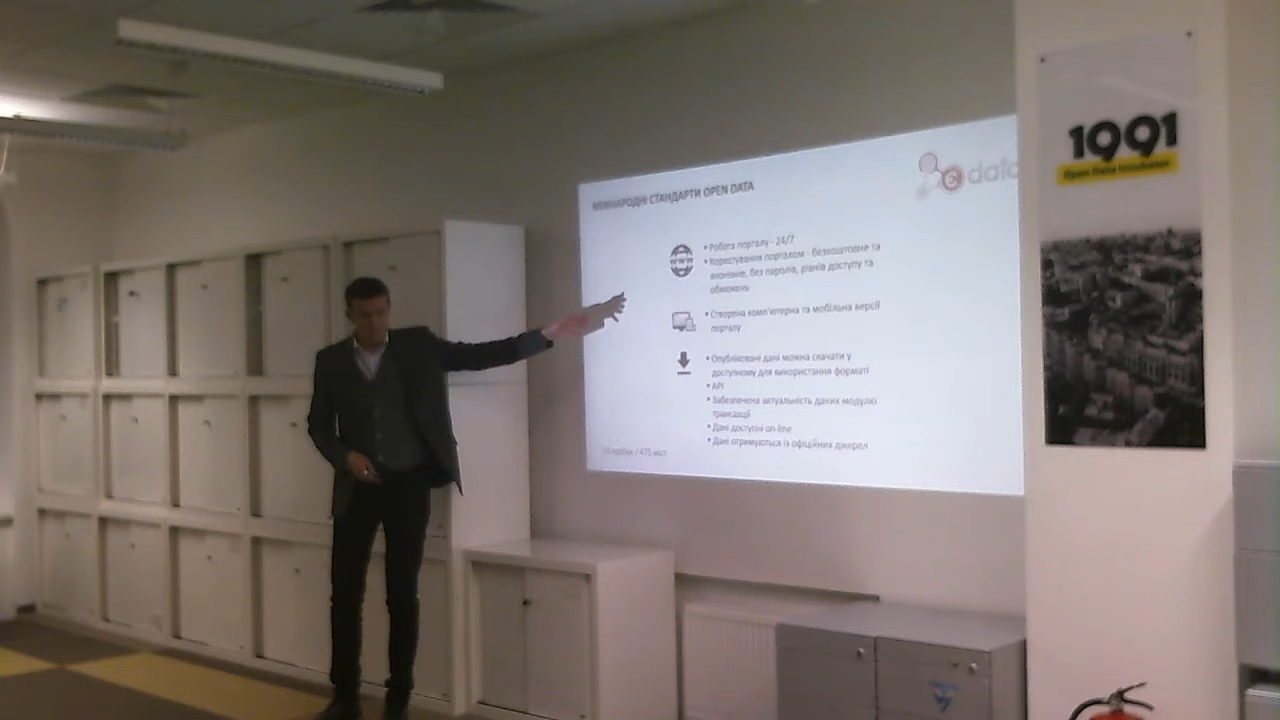 МІЖНАРОДНІ СТАНДАРТИ OPEN DATA
data
www
• Робота порталу - 24/7
• Користування порталом - безкоштовне та
анонімне, без паролів, рівнів доступу та
обмежень
• Створена комп'ютерна та мобільна версії
порталу
• Опубліковані дані можна скачати у
доступному для використання форматі
• API
• Забезпечена актуальність даних модулю
трансакції
• Дані доступні on-line
• Дані отримуються із офіційних джерел
1991
Open Data Incubator